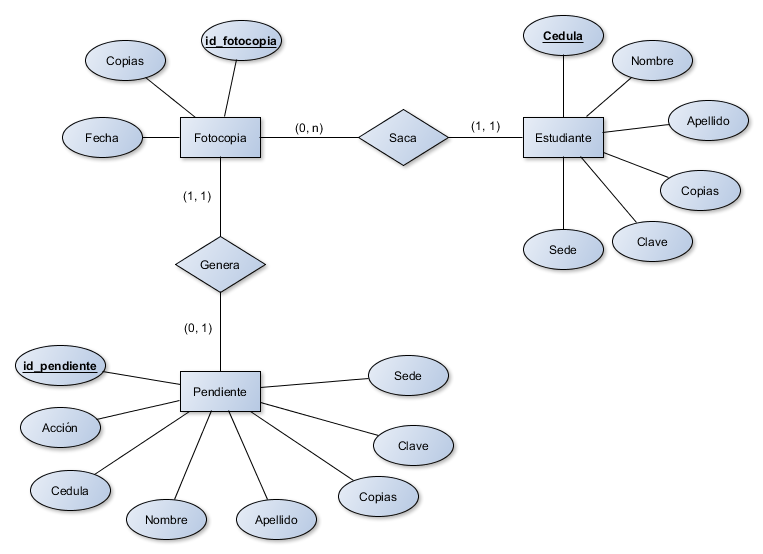 id_fotocopia
Copias
Fecha
Fotocopia
(0, n)
Saca
(1, 1)
Cedula
Nombre
Apellido
Estudiante
Copias
Clave
Sede
(1, 1)
Genera
(0, 1)
id_pendiente
Sede
Pendiente
Acción
Clave
Cedula
Copias
Nombre
Apellido